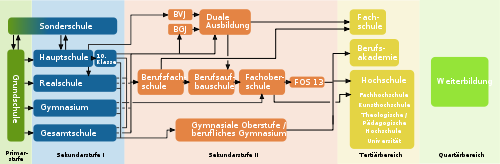 Sonderschule
Grundschule
Hauptschule
10.
Klasse
Realschule
Gymnasium
Gesamtschule
BVJ
BGJ
Duale
Ausbildung
Berufsfach-
schule
Berufsauf-
bauschule
Fachober-
schule
FOS 13
Gymnasiale Oberstufe /
berufliches Gymnasium
Fach-
schule
Berufs-
akademie
Hochschule
Fachhochschule
Kunsthochschule
Theologische /
Pädagogische
Hochschule
Universität
Weiterbildung
Primar-
stufe
Sekundarstufe I
Sekundarstufe II
Tertiärbereich
Quartärbereich